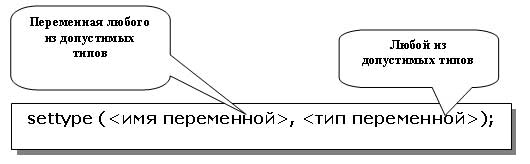 Переменная любого
из допустимых
типов
Любой из
допустимых типов
settype (<имя переменной>, <тип переменной>);